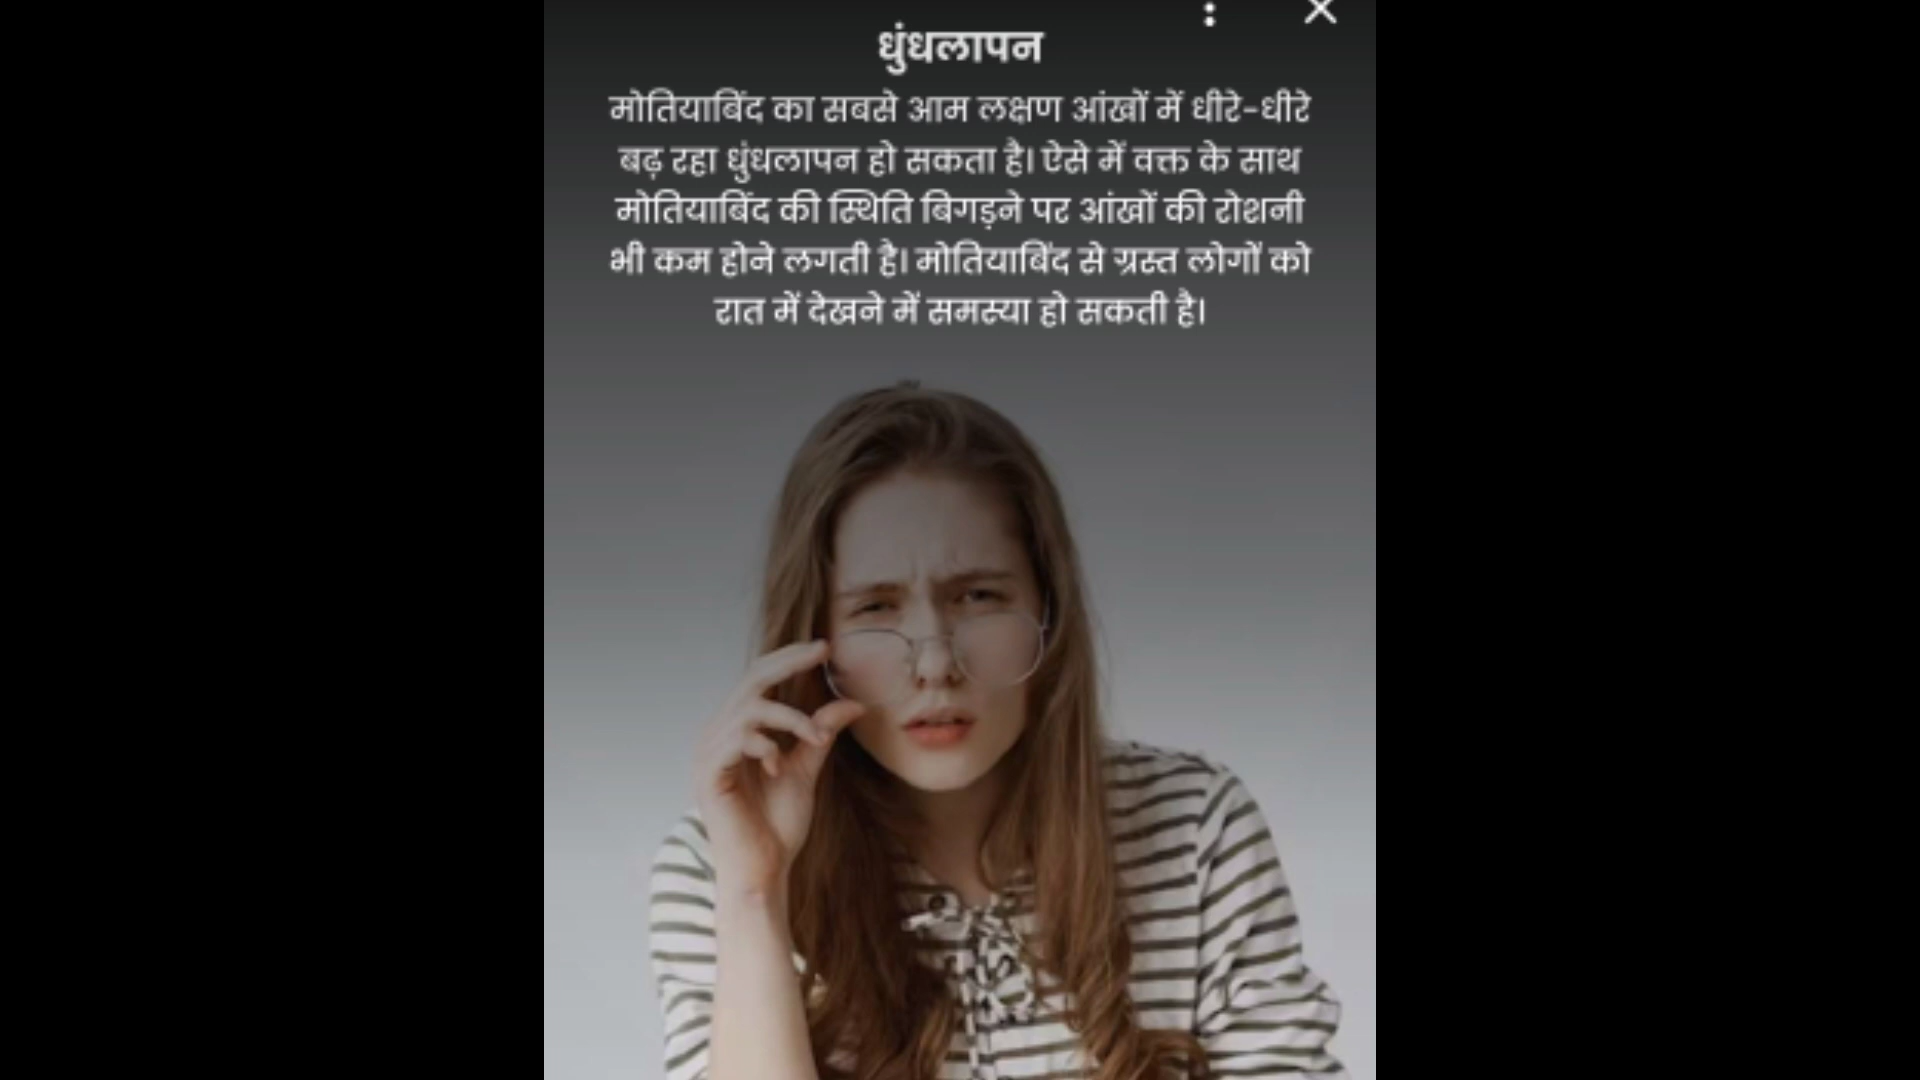 धुंधलापन
मोतियाबिंद का सबसे आम लक्षण आंखों में धीरे-धीरे
बढ़ रहा धुंधलापन हो सकता है। ऐसे में वक्त के साथ
मोतियाबिंद की स्थिति बिगड़ने पर आंखों की रोशनी
भी कम होने लगती है। मोतियाबिंद से ग्रस्त लोगों को
रात में देखने में समस्या हो सकती है।